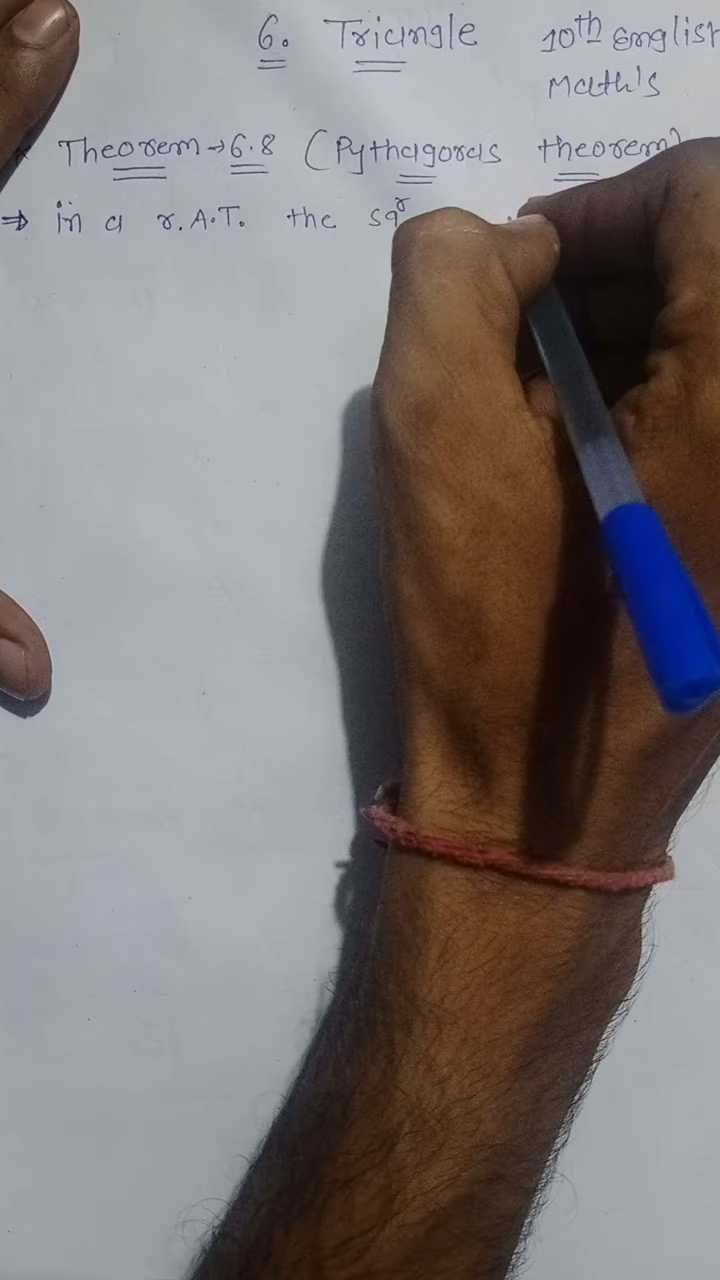 6. Triangle 10th English
Math's
Theorem → 6.8 (Pythagoras theorem)
⇒ in a r.A.T. the sqr